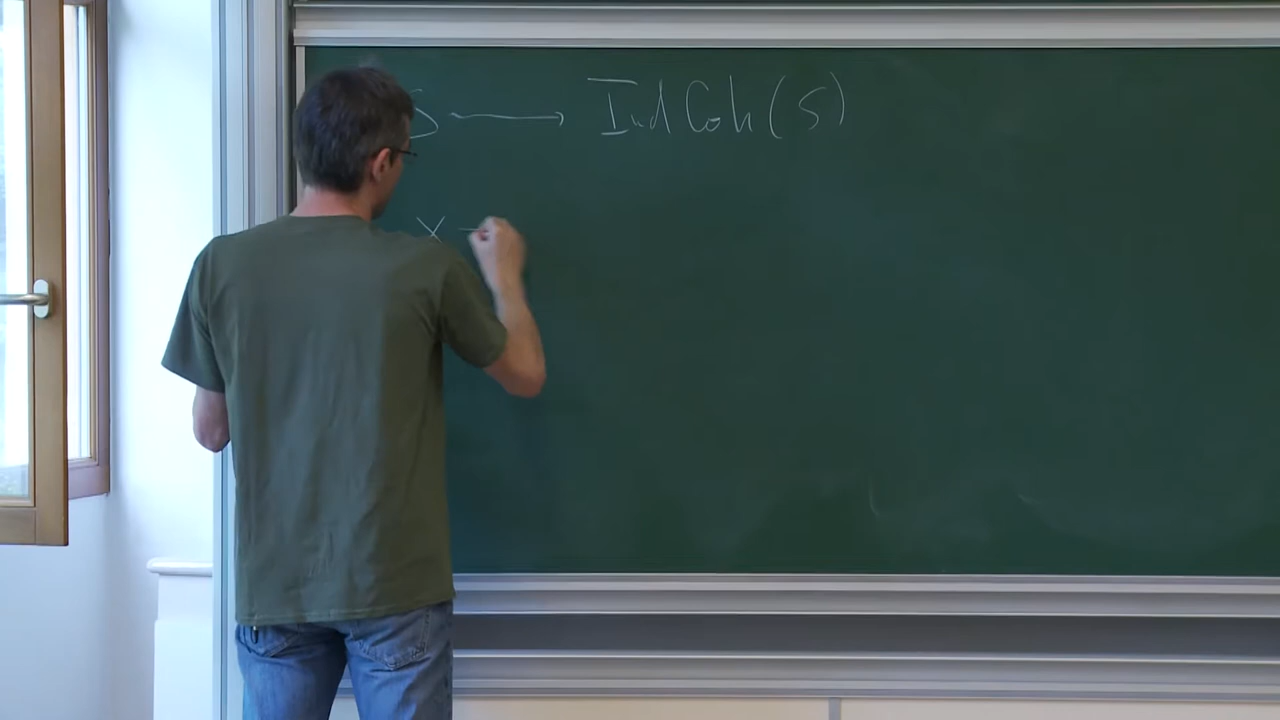 S ⟶ IndCoh(S)
X